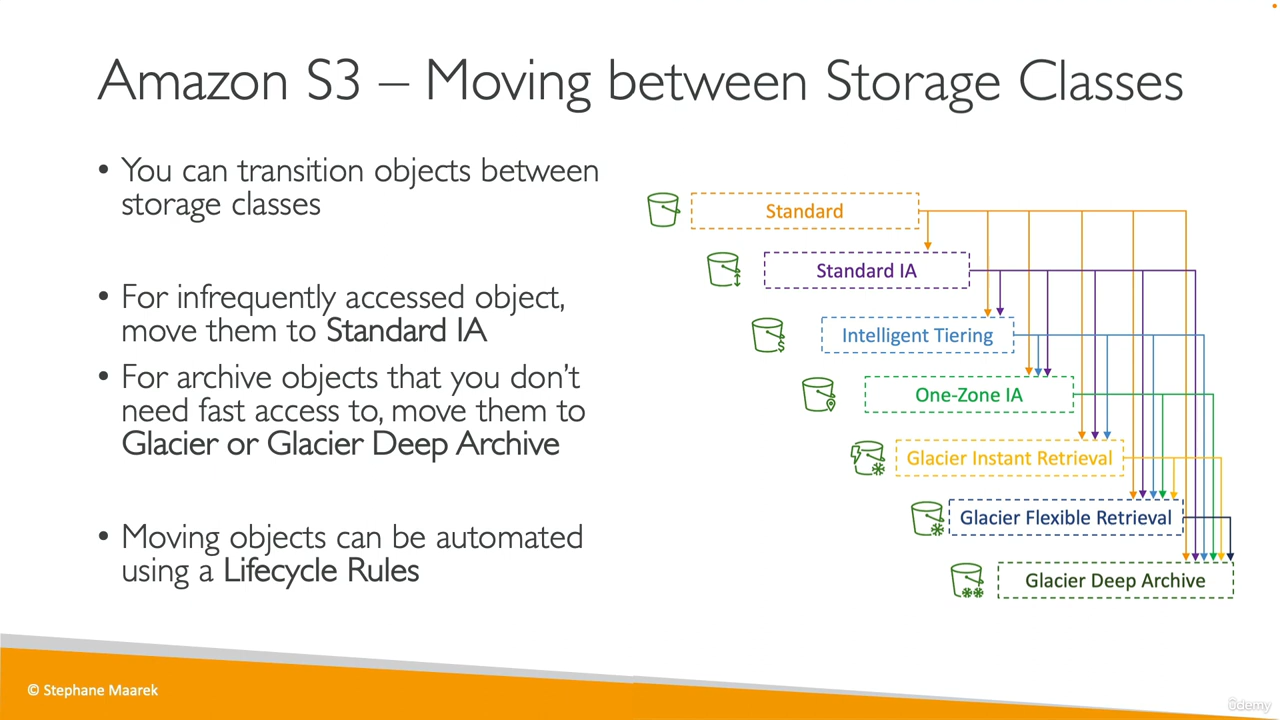 Amazon S3 – Moving between Storage Classes
• You can transition objects between
storage classes
• For infrequently accessed object,
move them to Standard IA
• For archive objects that you don't
need fast access to, move them to
Glacier or Glacier Deep Archive
• Moving objects can be automated
using a Lifecycle Rules
Standard
Standard IA
Intelligent Tiering
One-Zone IA
Glacier Instant Retrieval
Glacier Flexible Retrieval
Glacier Deep Archive
© Stephane Maarek
ûdemy